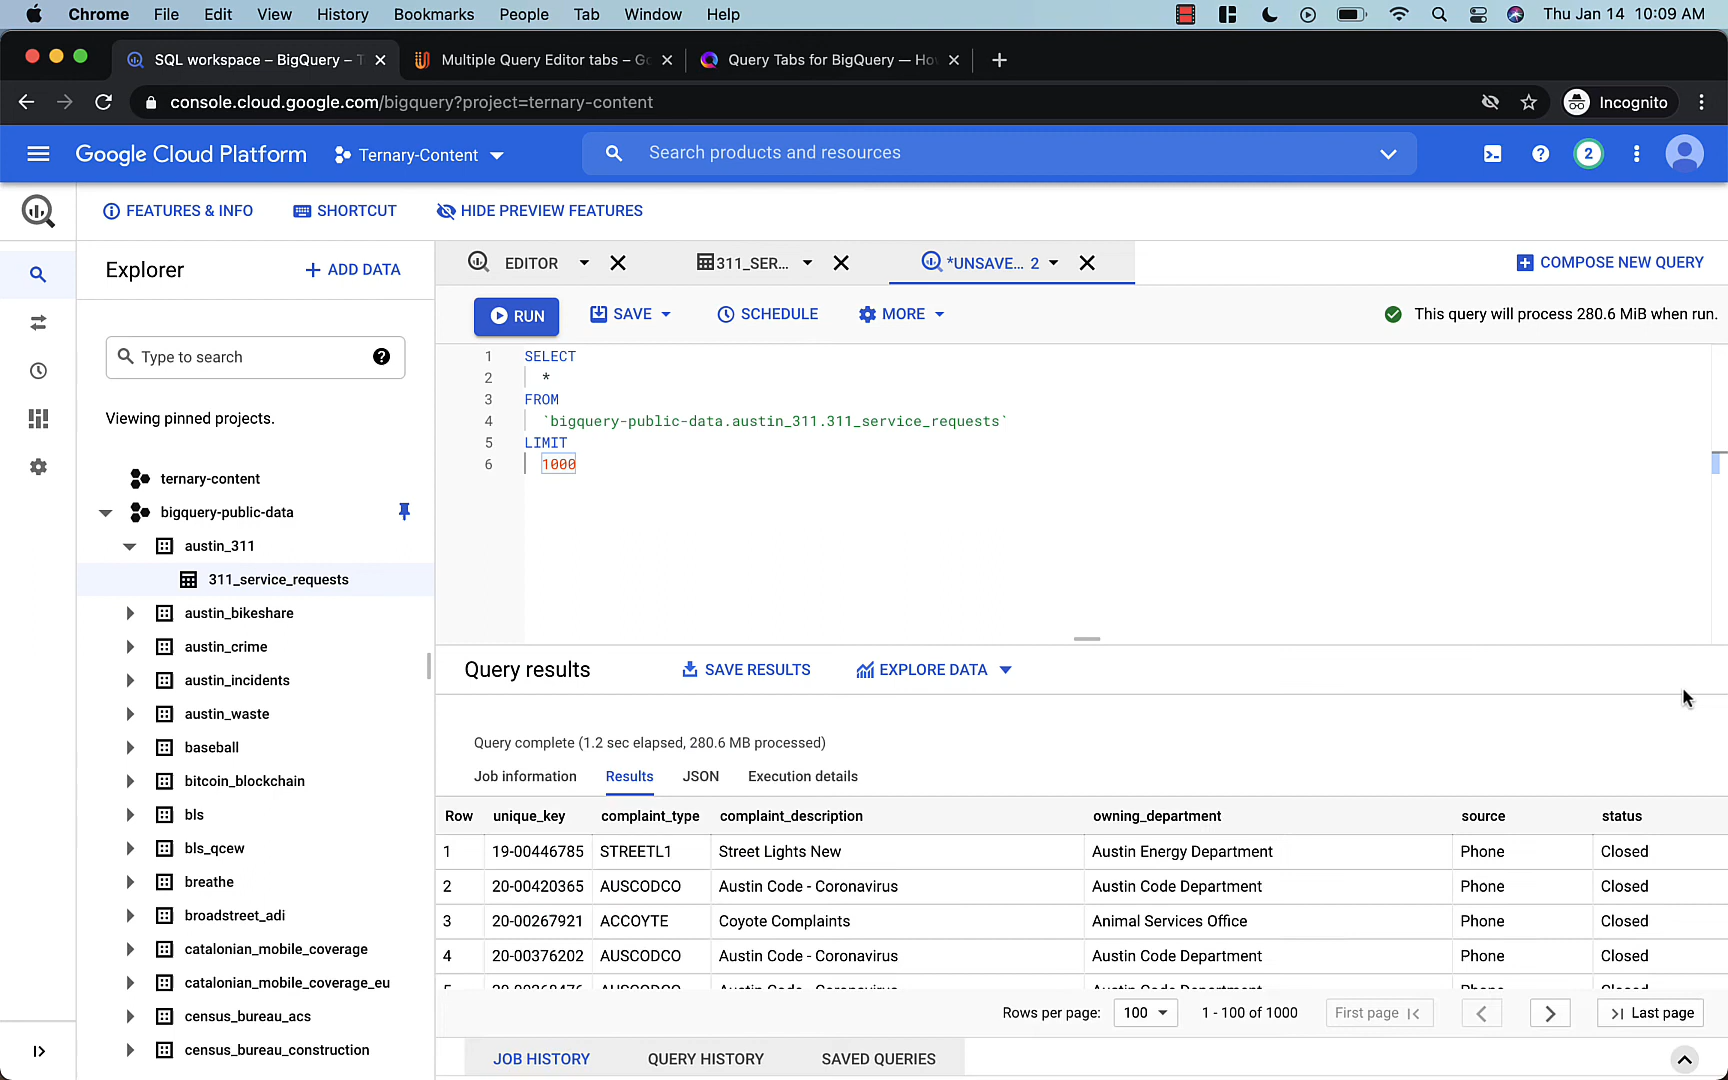 Chrome File Edit View History Bookmarks People Tab Window Help Thu Jan 14 10:09 AM
SQL workspace – BigQuery – T Multiple Query Editor tabs – Go Query Tabs for BigQuery — How
console.cloud.google.com/bigquery?project=ternary-content Incognito
Google Cloud Platform Ternary-Content Search products and resources 2
FEATURES & INFO SHORTCUT HIDE PREVIEW FEATURES
Explorer + ADD DATA
EDITOR 311_SER... *UNSAVE... 2 COMPOSE NEW QUERY
RUN SAVE SCHEDULE MORE This query will process 280.6 MiB when run.
Type to search
Viewing pinned projects.
ternary-content
bigquery-public-data
austin_311
311_service_requests
austin_bikeshare
austin_crime
austin_incidents
austin_waste
baseball
bitcoin_blockchain
bls
bls_qcew
breathe
broadstreet_adi
catalonian_mobile_coverage
catalonian_mobile_coverage_eu
census_bureau_acs
census_bureau_construction
1 SELECT
2 *
3 FROM
4 `bigquery-public-data.austin_311.311_service_requests`
5 LIMIT
6 1000
Query results SAVE RESULTS EXPLORE DATA
Query complete (1.2 sec elapsed, 280.6 MB processed)
Job information Results JSON Execution details
Row unique_key complaint_type complaint_description owning_department source status
1 19-00446785 STREETL1 Street Lights New Austin Energy Department Phone Closed
2 20-00420365 AUSCODCO Austin Code - Coronavirus Austin Code Department Phone Closed
3 20-00267921 ACCOYTE Coyote Complaints Animal Services Office Phone Closed
4 20-00376202 AUSCODCO Austin Code - Coronavirus Austin Code Department Phone Closed
Rows per page: 100 1 - 100 of 1000 First page Last page
JOB HISTORY QUERY HISTORY SAVED QUERIES